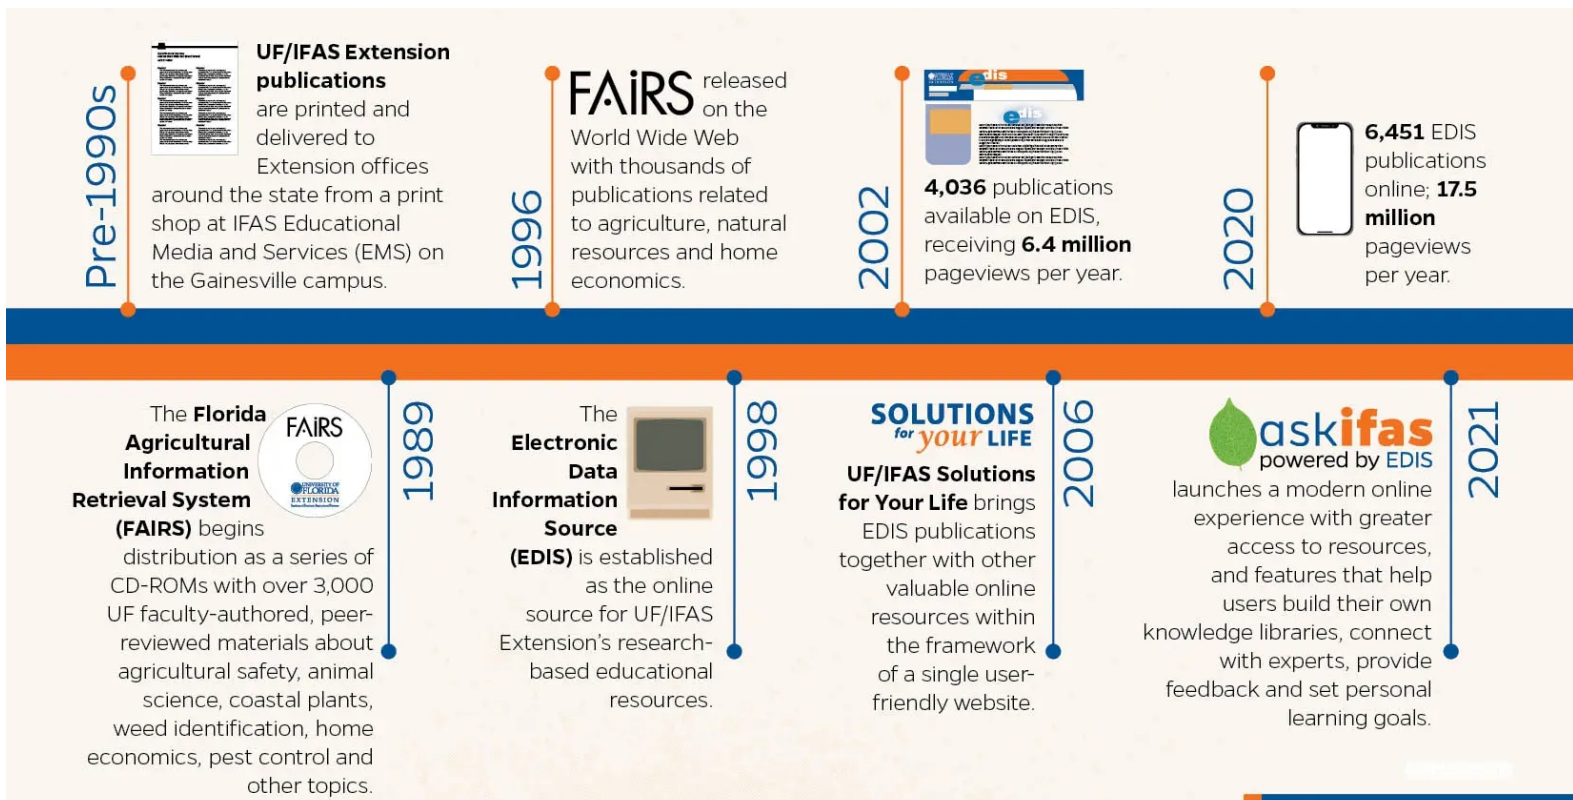 Pre-1990s
UF/IFAS Extension
publications
are printed and
delivered to
Extension offices
around the state from a print
shop at IFAS Educational
Media and Services (EMS) on
the Gainesville campus.
1996
FAIRS released
on the
World Wide Web
with thousands of
publications related
to agriculture, natural
resources and home
economics.
2002
edis
edis
4,036 publications
available on EDIS,
receiving 6.4 million
pageviews per year.
2020
6,451 EDIS
publications
online; 17.5
million
pageviews
per year.
The Florida
Agricultural
Information
Retrieval System
(FAIRS) begins
distribution as a series of
CD-ROMs with over 3,000
UF faculty-authored, peer-
reviewed materials about
agricultural safety, animal
science, coastal plants,
weed identification, home
economics, pest control and
other topics.
FAIRS
UNIVERSITY OF
FLORIDA
EXTENSION
1989
The
Electronic
Data
Information
Source
(EDIS) is established
as the online
source for UF/IFAS
Extension's research-
based educational
resources.
1998
SOLUTIONS
for your LIFE
UF/IFAS Solutions
for Your Life brings
EDIS publications
together with other
valuable online
resources within
the framework
of a single user-
friendly website.
2006
askifas
powered by EDIS
launches a modern online
experience with greater
access to resources,
and features that help
users build their own
knowledge libraries, connect
with experts, provide
feedback and set personal
learning goals.
2021